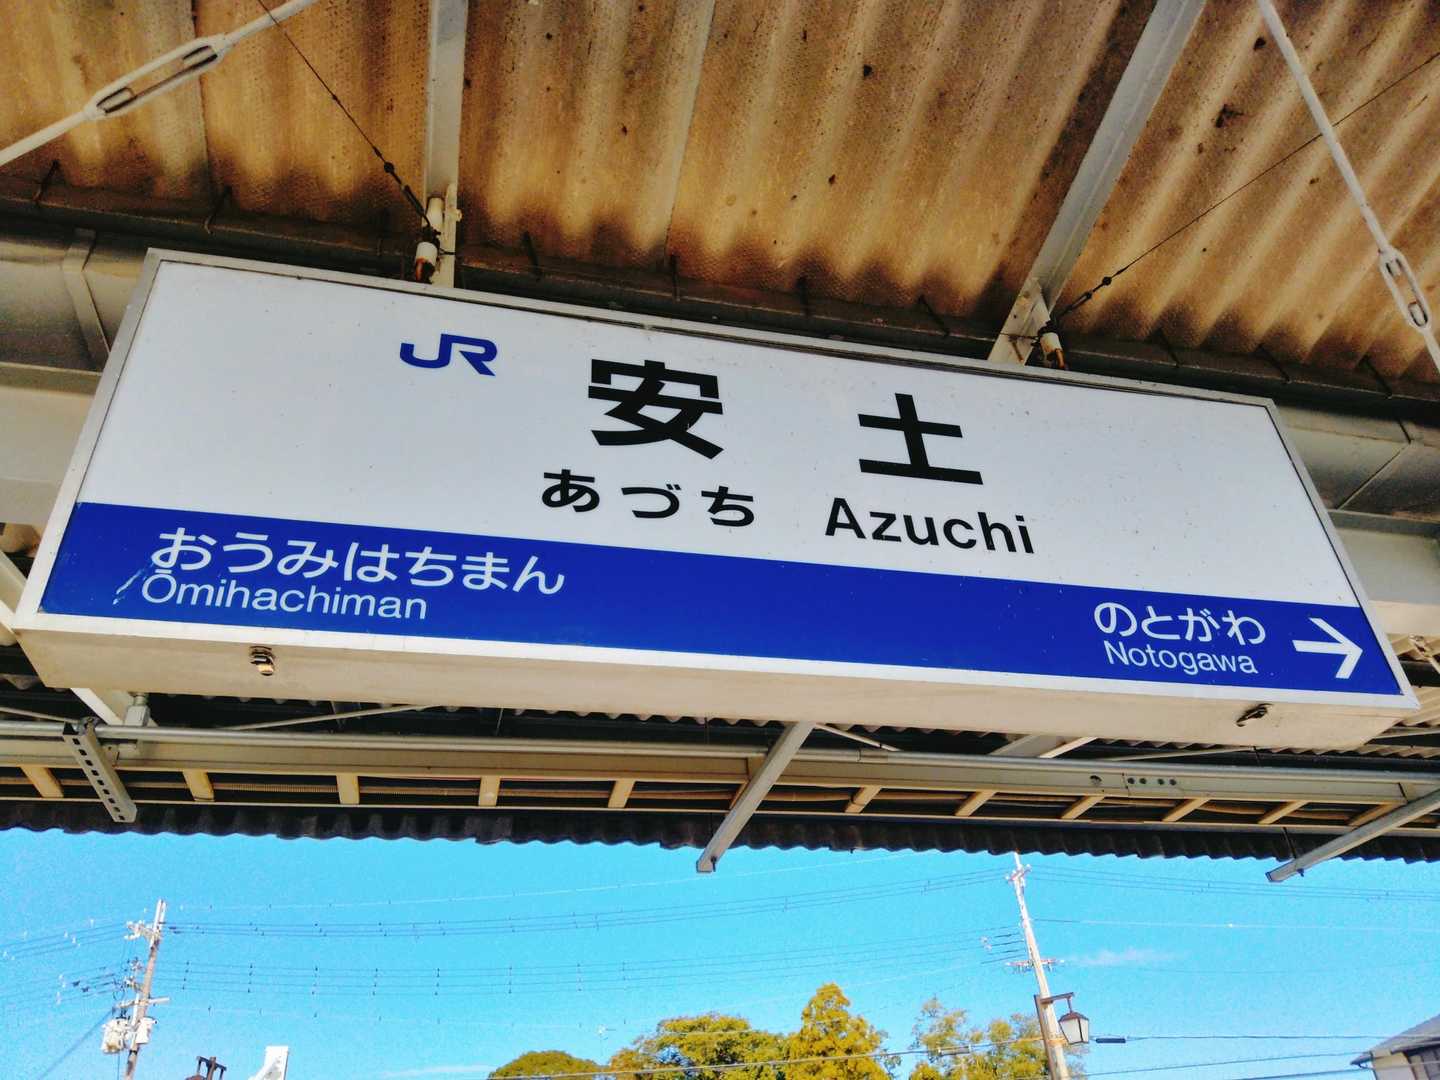 JR 安土
あづち Azuchi
おうみはちまん
Ōmihachiman
のとがわ
Notogawa →